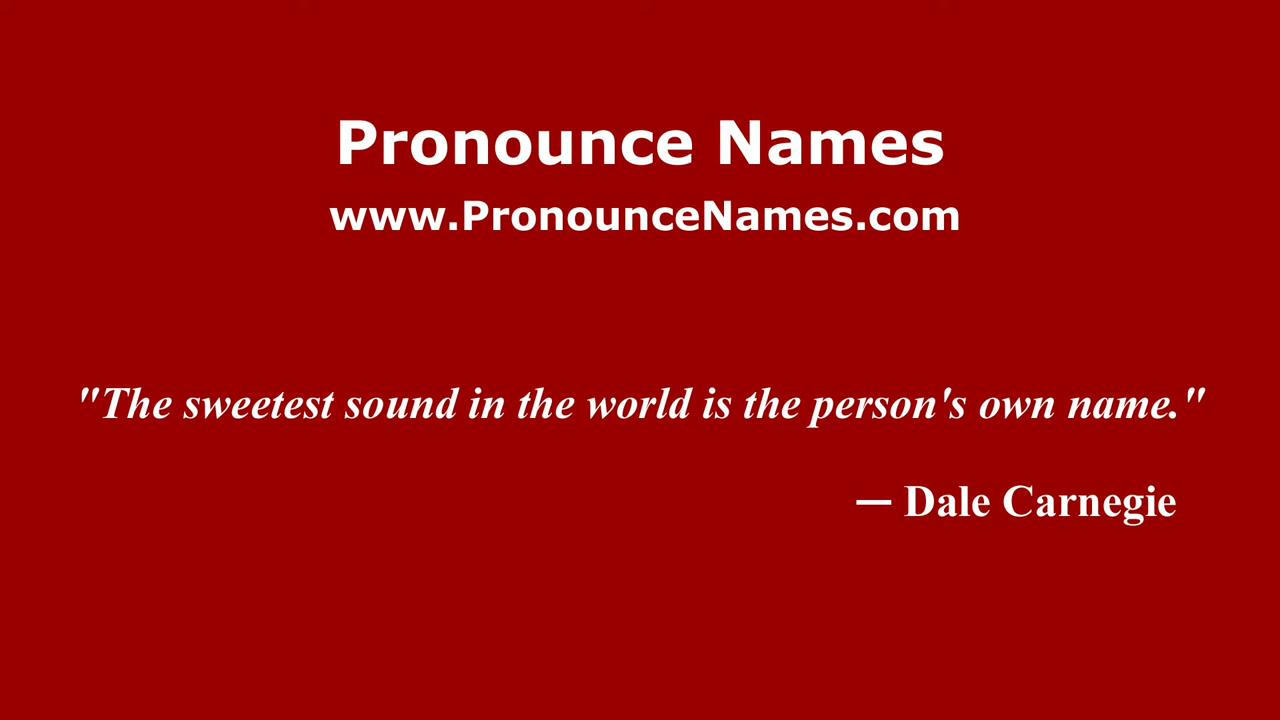 Pronounce Names
www.PronounceNames.com
"The sweetest sound in the world is the person's own name."
— Dale Carnegie